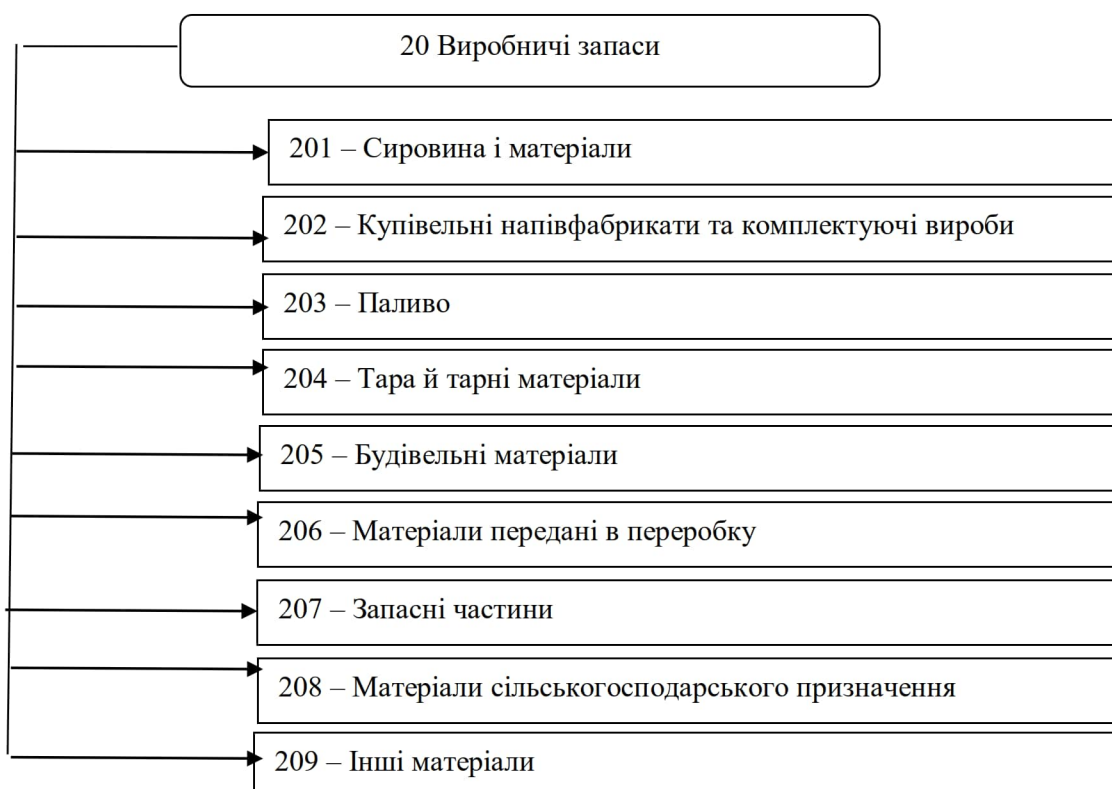 20 Виробничі запаси
201 – Сировина і матеріали
202 – Купівельні напівфабрикати та комплектуючі вироби
203 – Паливо
204 – Тара й тарні матеріали
205 – Будівельні матеріали
206 – Матеріали передані в переробку
207 – Запасні частини
208 – Матеріали сільськогосподарського призначення
209 – Інші матеріали